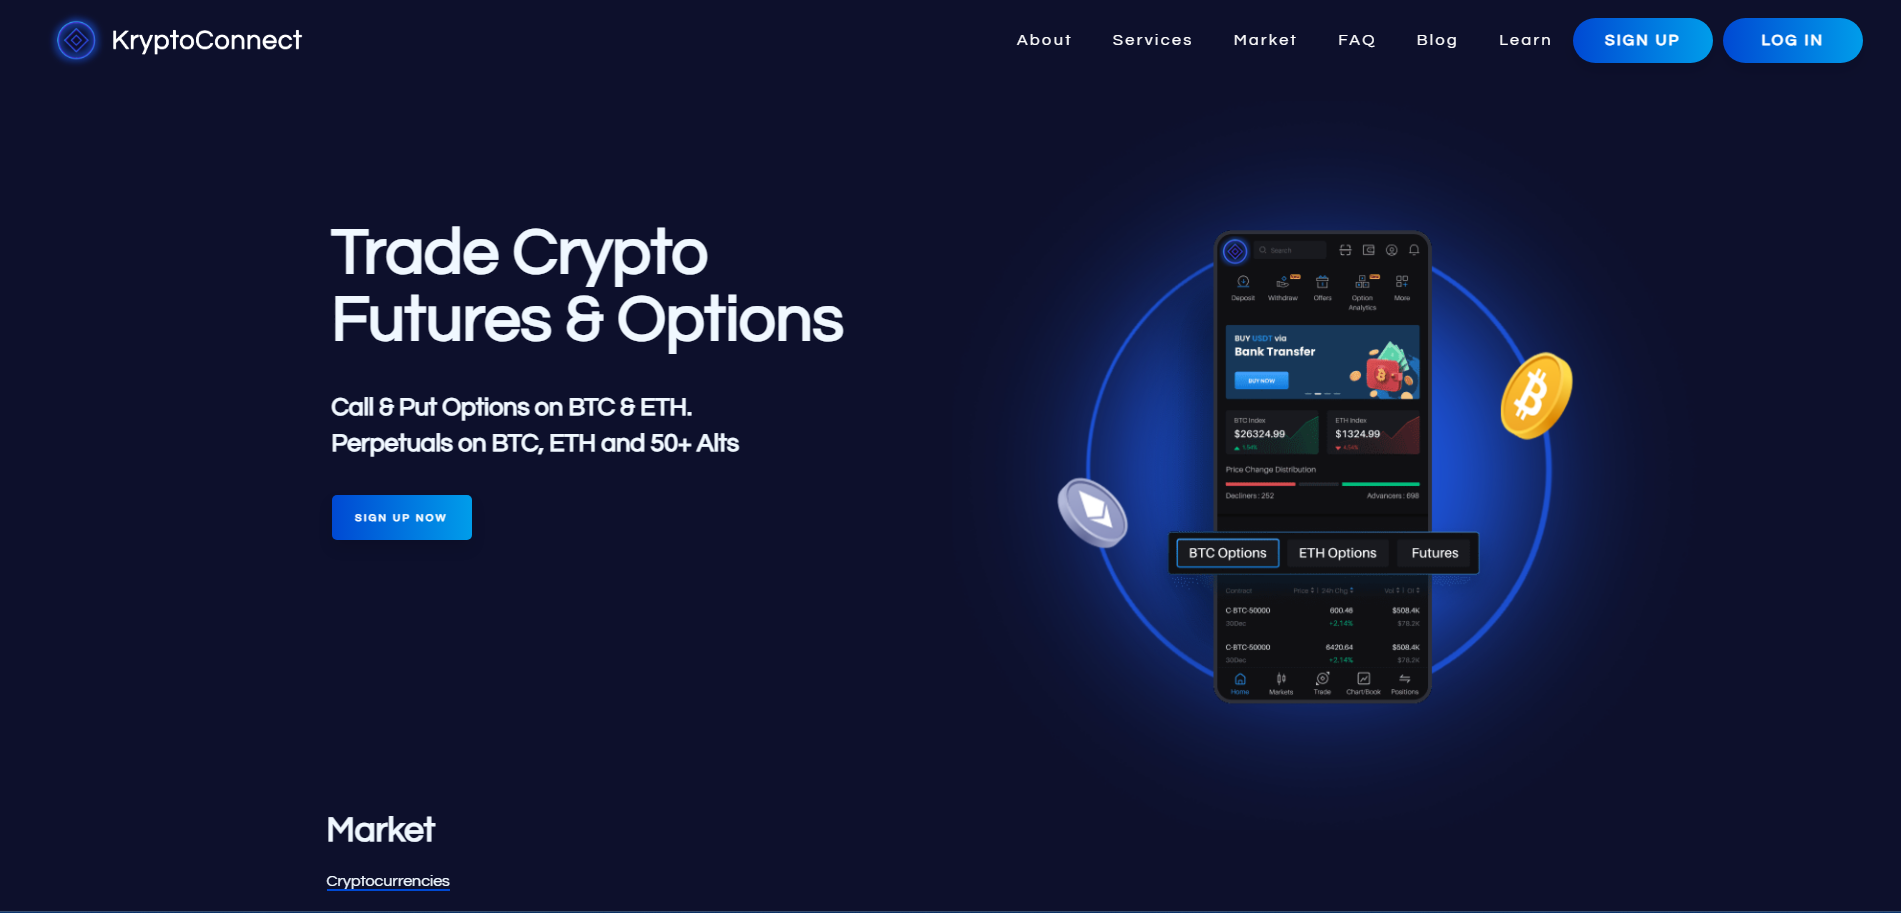 KryptoConnect
About Services Market FAQ Blog Learn SIGN UP LOG IN
Trade Crypto
Futures & Options
Call & Put Options on BTC & ETH.
Perpetuals on BTC, ETH and 50+ Alts
SIGN UP NOW
Search
Deposit Withdraw Offers Option Analytics More
BUY USDT via
Bank Transfer
BUY NOW
BTC Index ETH Index
$26324.99 $1324.99
1.54% 4.54%
Price Change Distribution
Decliners : 252 Advancers : 698
BTC Options ETH Options Futures
Contract Price | 24h Chg Vol | OI
C-BTC-50000 600.46 $508.4K
30Dec +2.14% $78.2K
C-BTC-50000 6420.64 $508.4K
30Dec +2.14% $78.2K
Home Markets Trade Chart/Book Positions
Market
Cryptocurrencies